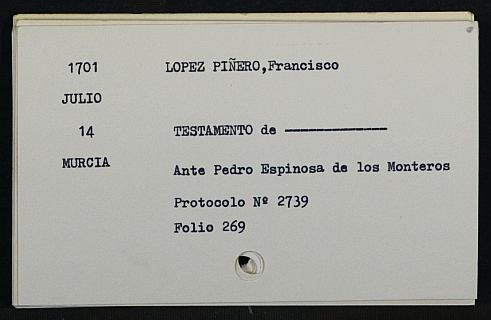 1701 LOPEZ PIÑERO,Francisco
JULIO
14 TESTAMENTO de -------------
MURCIA Ante Pedro Espinosa de los Monteros
Protocolo Nº 2739
Folio 269